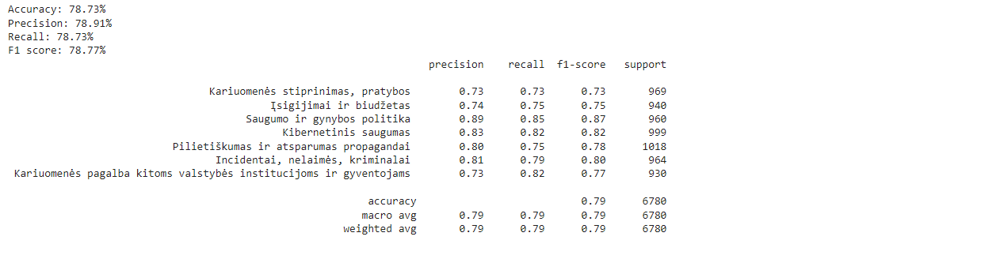 Accuracy: 78.73%
Precision: 78.91%
Recall: 78.73%
F1 score: 78.77%
precision recall f1-score support
Kariuomenės stiprinimas, pratybos 0.73 0.73 0.73 969
Įsigijimai ir biudžetas 0.74 0.75 0.75 940
Saugumo ir gynybos politika 0.89 0.85 0.87 960
Kibernetinis saugumas 0.83 0.82 0.82 999
Pilietiškumas ir atsparumas propagandai 0.80 0.75 0.78 1018
Incidentai, nelaimės, kriminalai 0.81 0.79 0.80 964
Kariuomenės pagalba kitoms valstybės institucijoms ir gyventojams 0.73 0.82 0.77 930
accuracy 0.79 6780
macro avg 0.79 0.79 0.79 6780
weighted avg 0.79 0.79 0.79 6780